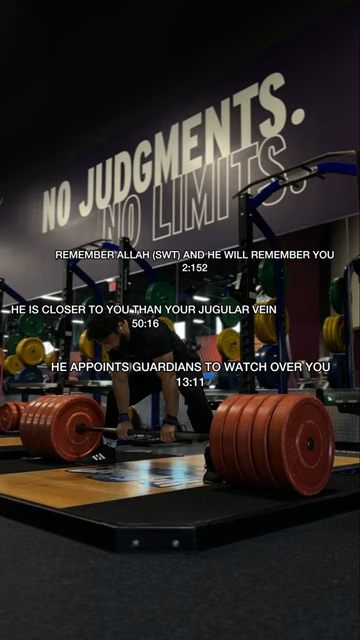 NO JUDGMENTS.
NO LIMITS.
REMEMBER ALLAH (SWT) AND HE WILL REMEMBER YOU
2:152
HE IS CLOSER TO YOU THAN YOUR JUGULAR VEIN
50:16
HE APPOINTS GUARDIANS TO WATCH OVER YOU
13:11